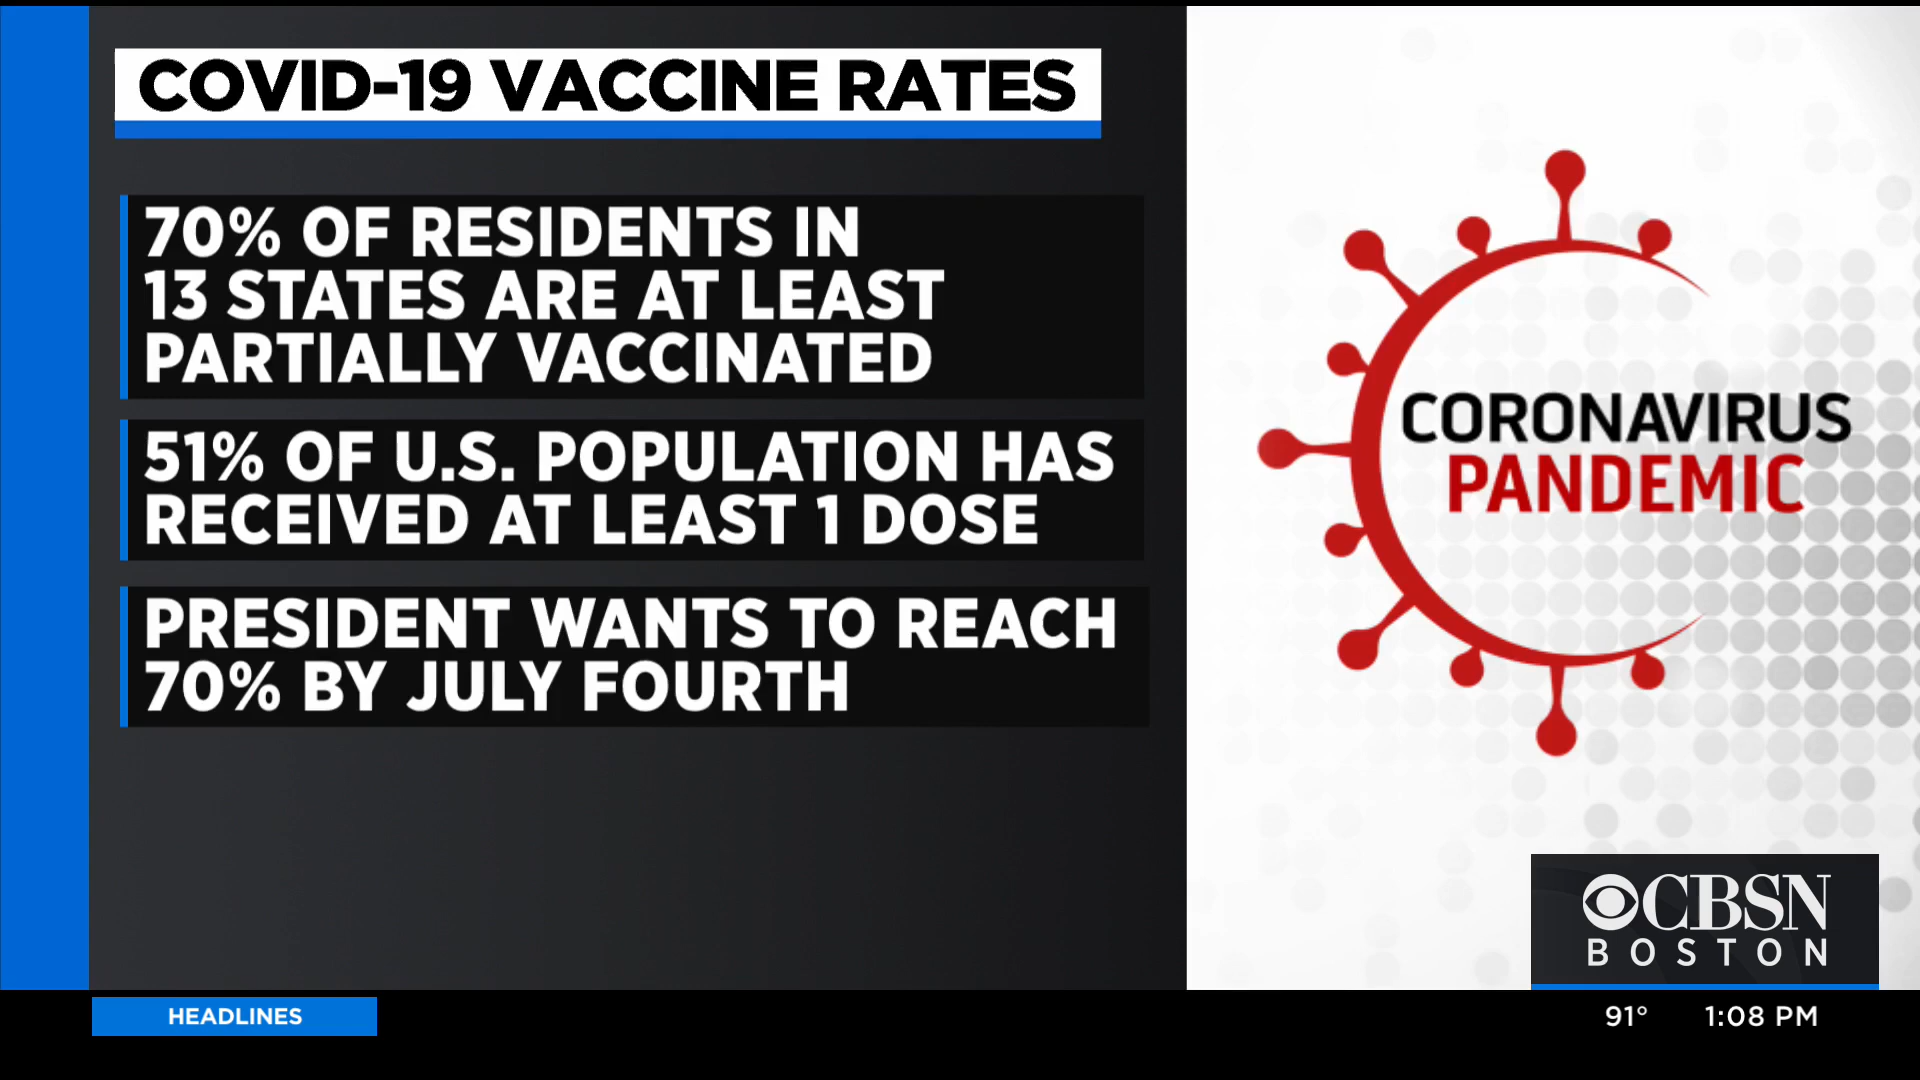 COVID-19 VACCINE RATES
70% OF RESIDENTS IN
13 STATES ARE AT LEAST
PARTIALLY VACCINATED
51% OF U.S. POPULATION HAS
RECEIVED AT LEAST 1 DOSE
PRESIDENT WANTS TO REACH
70% BY JULY FOURTH
CORONAVIRUS
PANDEMIC
CBSN
BOSTON
HEADLINES
91° 1:08 PM